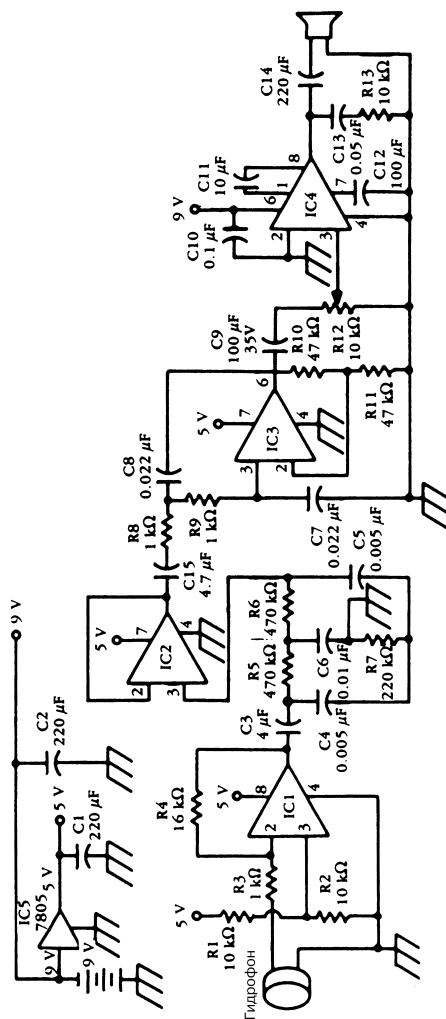 IC5
7805
9 V
5 V
5 V
9 V
C1
220 μF
C2
220 μF
9 V
Гидрофон
5 V
R1
10 kΩ
R2
10 kΩ
R3
1 kΩ
R4
16 kΩ
5 V
2
3
8
4
IC1
C3
4 μF
C4
0.005 μF
R5
470 kΩ
R6
470 kΩ
C6
0.01 μF
R7
220 kΩ
C5
0.005 μF
5 V
2
3
7
4
IC2
C15
4.7 μF
R8
1 kΩ
R9
1 kΩ
C8
0.022 μF
C7
0.022 μF
5 V
3
2
7
4
6
IC3
C9
100 μF
35V
R10
47 kΩ
R11
47 kΩ
R12
10 kΩ
9 V
C10
0.1 μF
C11
10 μF
2
3
6
1
8
7
4
IC4
C12
100 μF
C13
0.05 μF
R13
10 kΩ
C14
220 μF